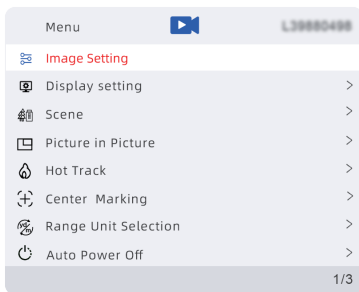 Menu
Image Setting
Display setting
Scene
Picture in Picture
Hot Track
Center Marking
Range Unit Selection
Auto Power Off
1/3